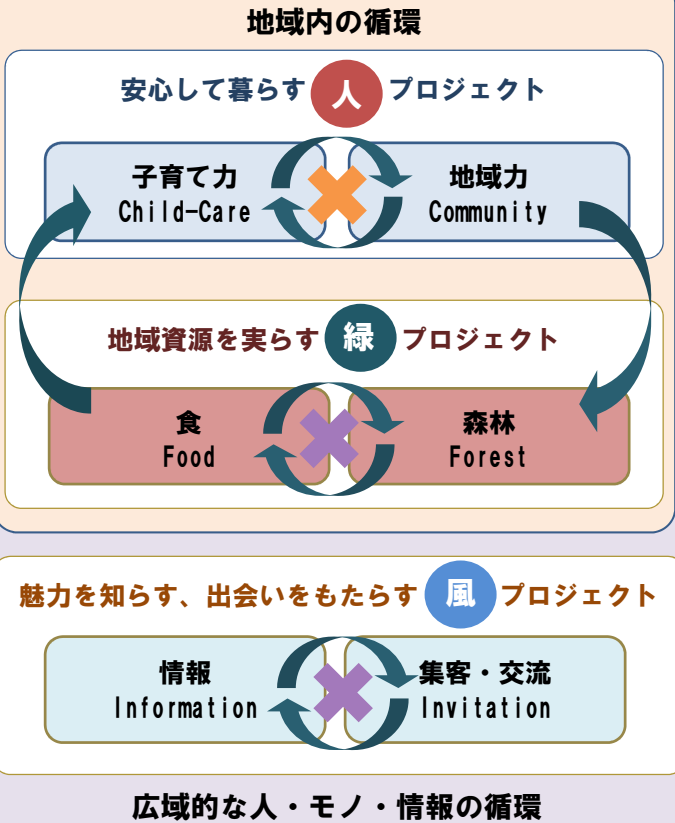 地域内の循環
安心して暮らす 人 プロジェクト
子育て力
Child-Care
地域力
Community
地域資源を実らす 緑 プロジェクト
食
Food
森林
Forest
魅力を知らす、出会いをもたらす 風 プロジェクト
情報
Information
集客・交流
Invitation
広域的な人・モノ・情報の循環